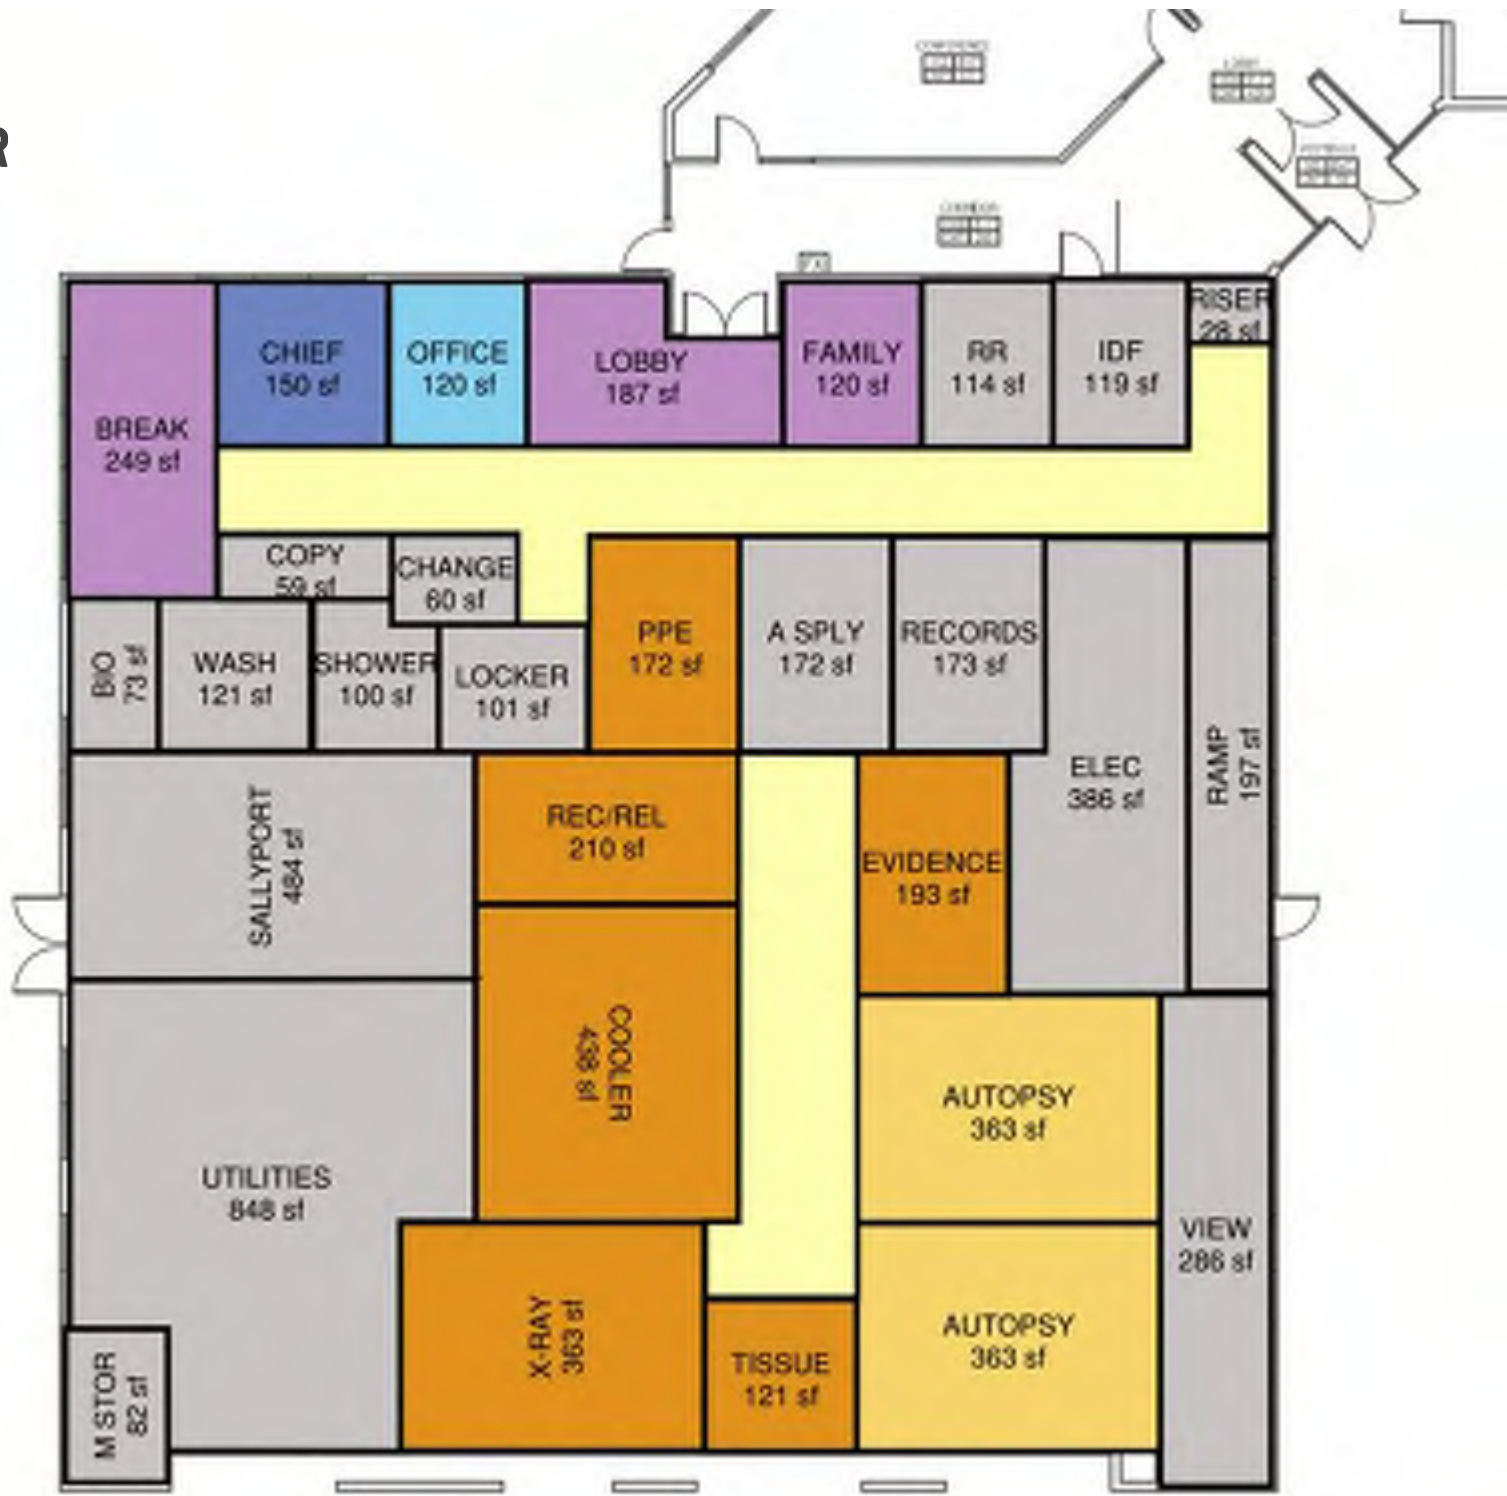 R
RISER
28 sf
CHIEF
150 sf
OFFICE
120 sf
LOBBY
187 sf
FAMILY
120 sf
RR
114 sf
IDF
119 sf
BREAK
249 sf
COPY
59 sf
CHANGE
60 sf
BIO
73 sf
WASH
121 sf
SHOWER
100 sf
LOCKER
101 sf
PPE
172 sf
A SPLY
172 sf
RECORDS
173 sf
ELEC
386 sf
RAMP
197 sf
SALLYPORT
484 sf
REC/REL
210 sf
EVIDENCE
193 sf
COOLER
438 sf
AUTOPSY
363 sf
UTILITIES
848 sf
VIEW
286 sf
X-RAY
363 sf
TISSUE
121 sf
AUTOPSY
363 sf
M STOR
82 sf